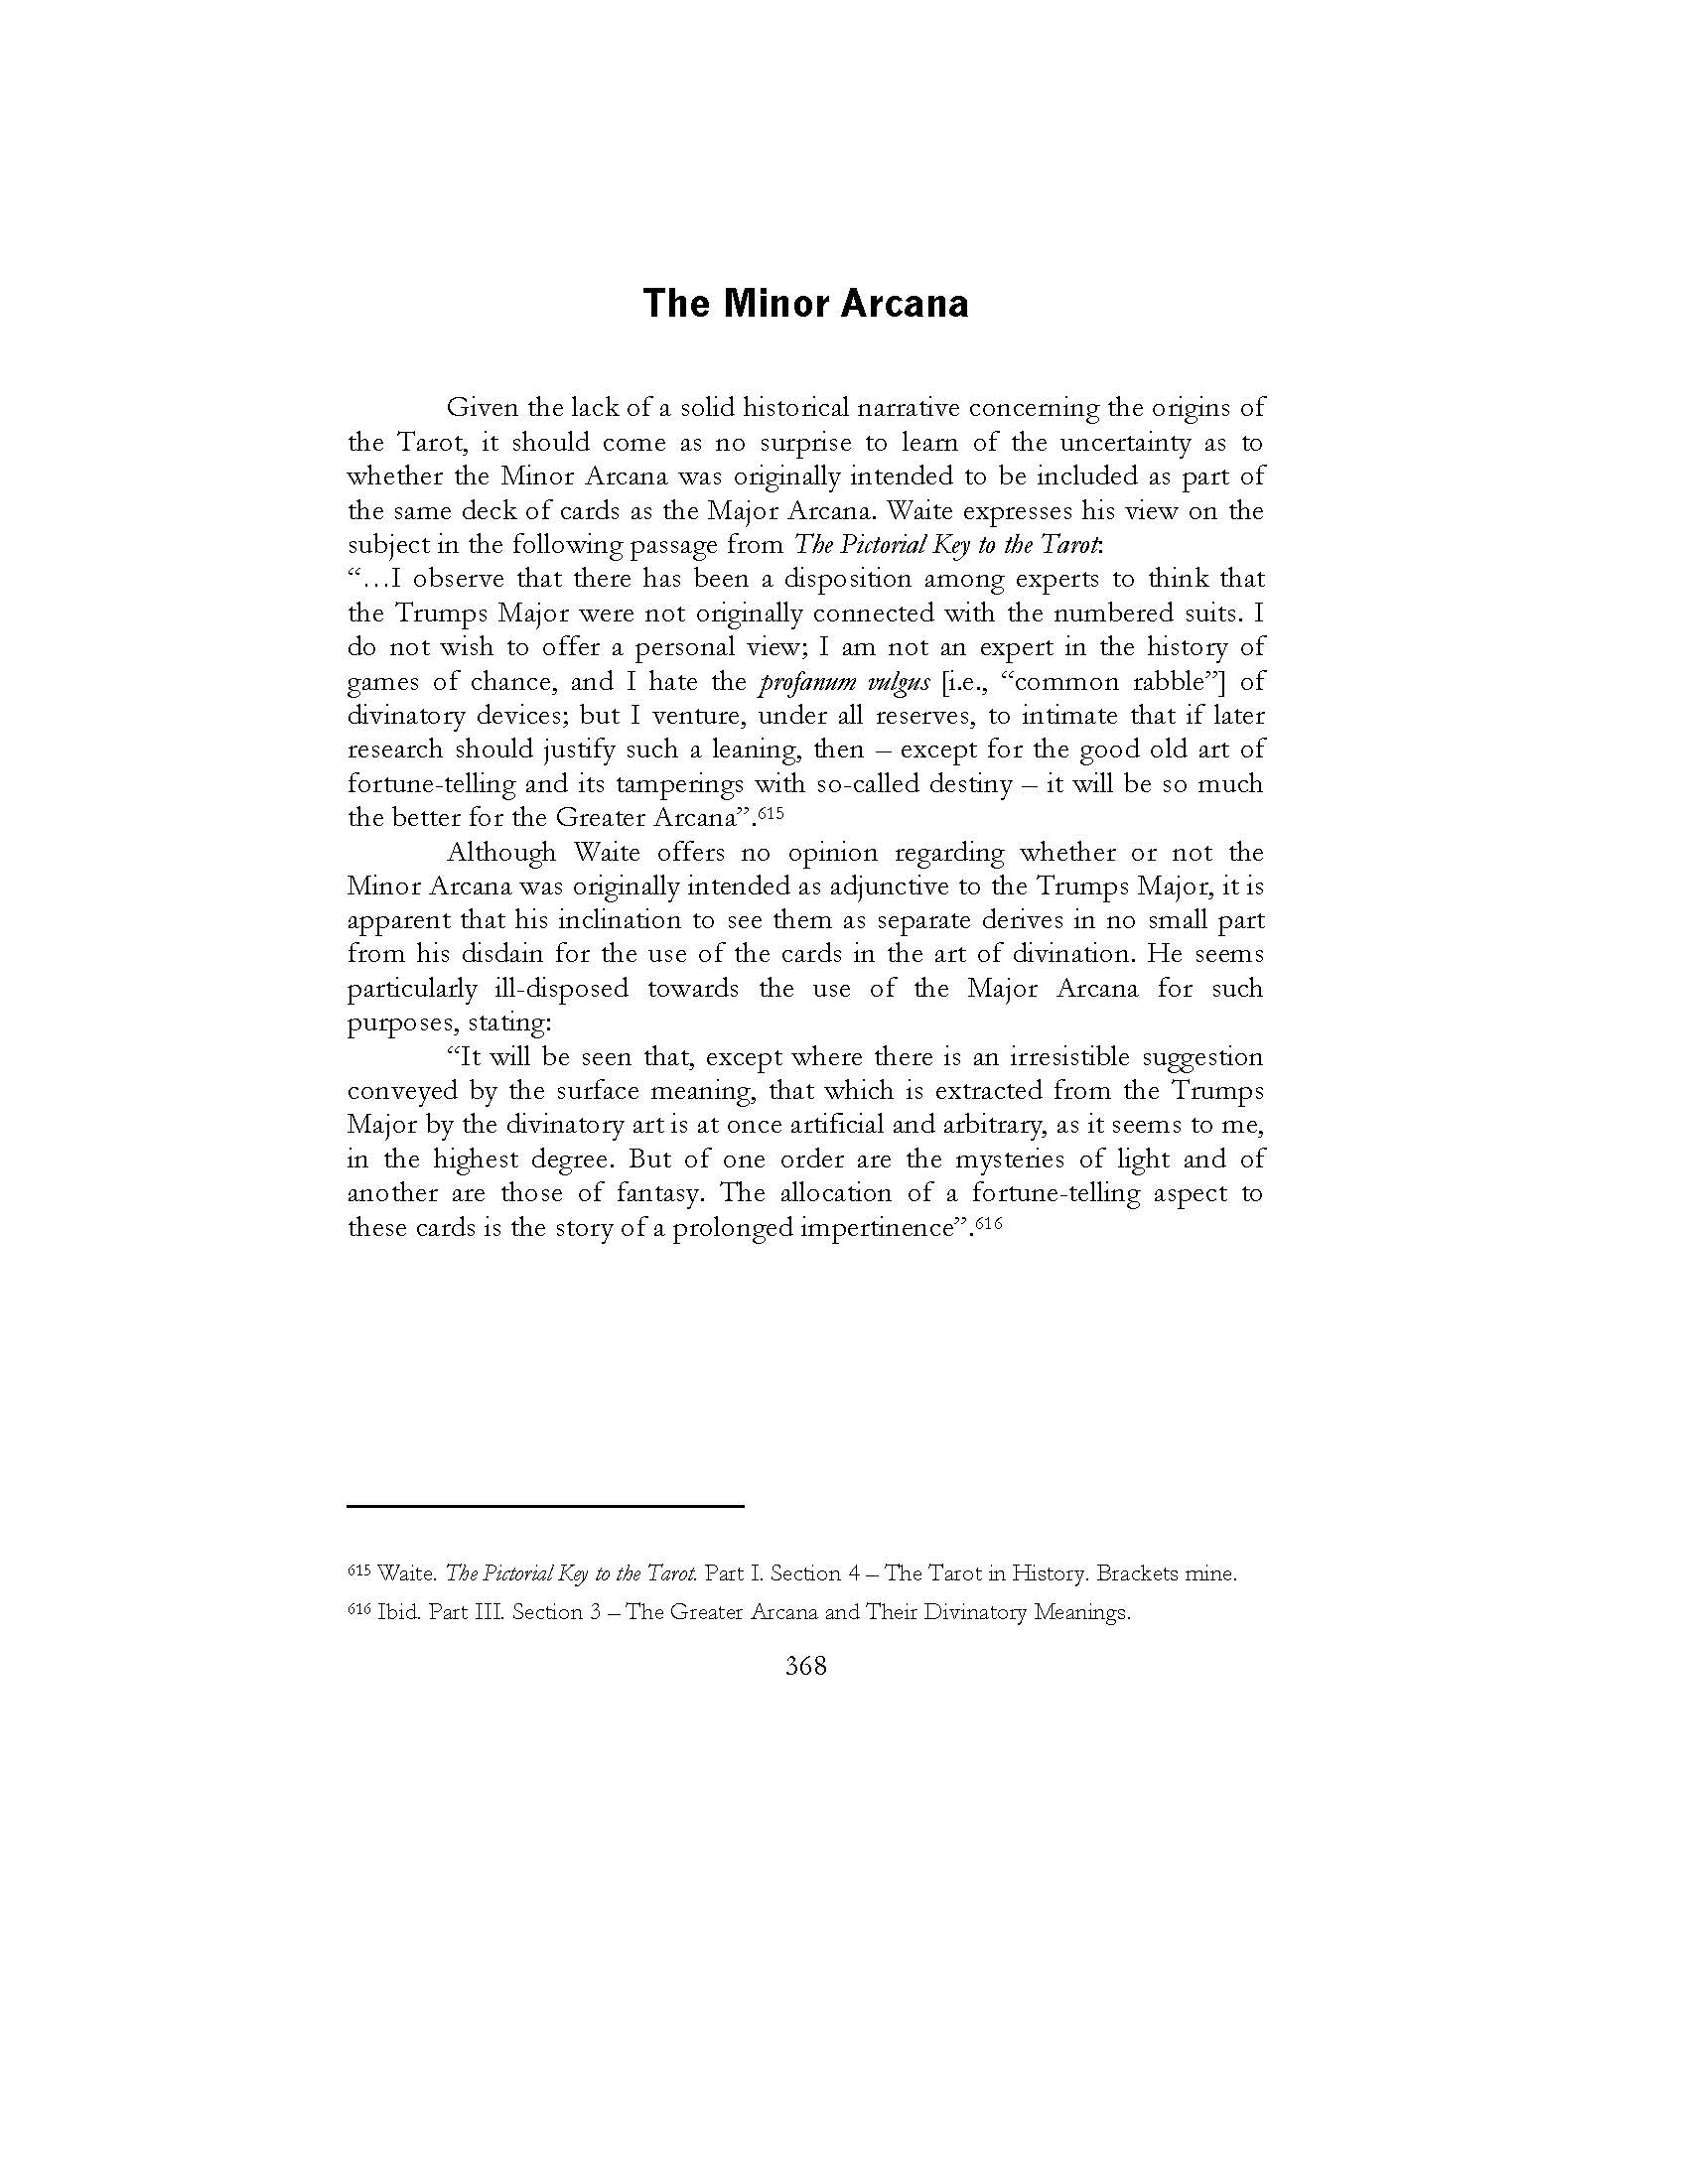 The Minor Arcana
Given the lack of a solid historical narrative concerning the origins of
the Tarot, it should come as no surprise to learn of the uncertainty as to
whether the Minor Arcana was originally intended to be included as part of
the same deck of cards as the Major Arcana. Waite expresses his view on the
subject in the following passage from The Pictorial Key to the Tarot:
“…I observe that there has been a disposition among experts to think that
the Trumps Major were not originally connected with the numbered suits. I
do not wish to offer a personal view; I am not an expert in the history of
games of chance, and I hate the profanum vulgus [i.e., “common rabble”] of
divinatory devices; but I venture, under all reserves, to intimate that if later
research should justify such a leaning, then – except for the good old art of
fortune-telling and its tamperings with so-called destiny – it will be so much
the better for the Greater Arcana”.615
Although Waite offers no opinion regarding whether or not the
Minor Arcana was originally intended as adjunctive to the Trumps Major, it is
apparent that his inclination to see them as separate derives in no small part
from his disdain for the use of the cards in the art of divination. He seems
particularly ill-disposed towards the use of the Major Arcana for such
purposes, stating:
“It will be seen that, except where there is an irresistible suggestion
conveyed by the surface meaning, that which is extracted from the Trumps
Major by the divinatory art is at once artificial and arbitrary, as it seems to me,
in the highest degree. But of one order are the mysteries of light and of
another are those of fantasy. The allocation of a fortune-telling aspect to
these cards is the story of a prolonged impertinence”.616
615 Waite. The Pictorial Key to the Tarot. Part I. Section 4 – The Tarot in History. Brackets mine.
616 Ibid. Part III. Section 3 – The Greater Arcana and Their Divinatory Meanings.
368